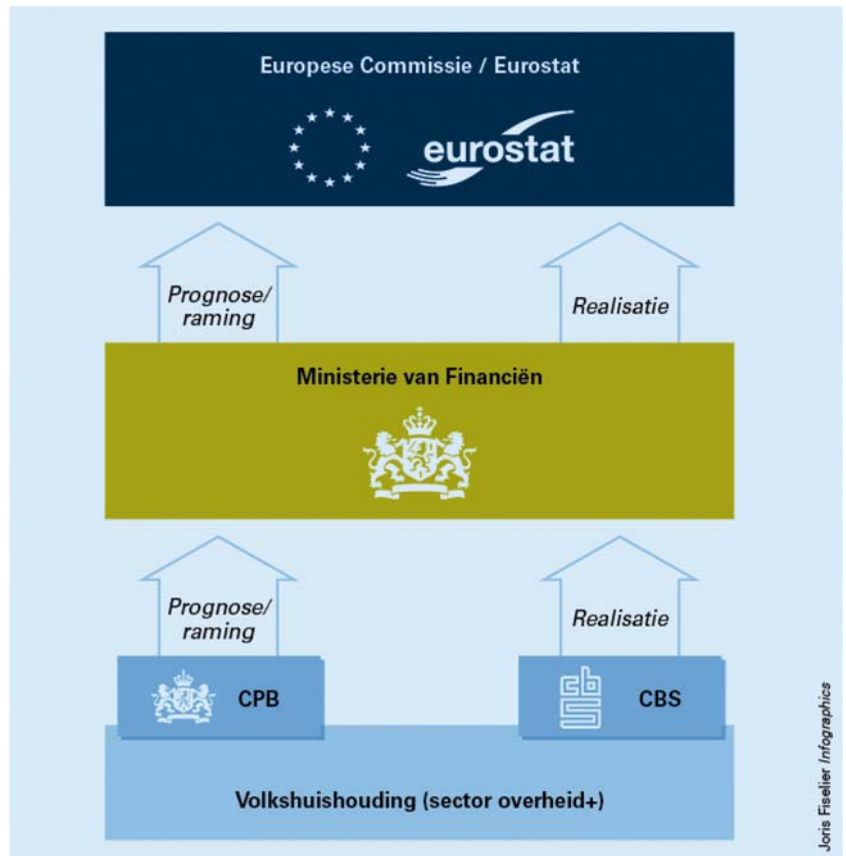 Europese Commissie / Eurostat
eurostat
Prognose/
raming
Realisatie
Ministerie van Financiën
Prognose/
raming
Realisatie
CPB
cbs
CBS
Volkshuishouding (sector overheid+)
Joris Fiselier Infographics